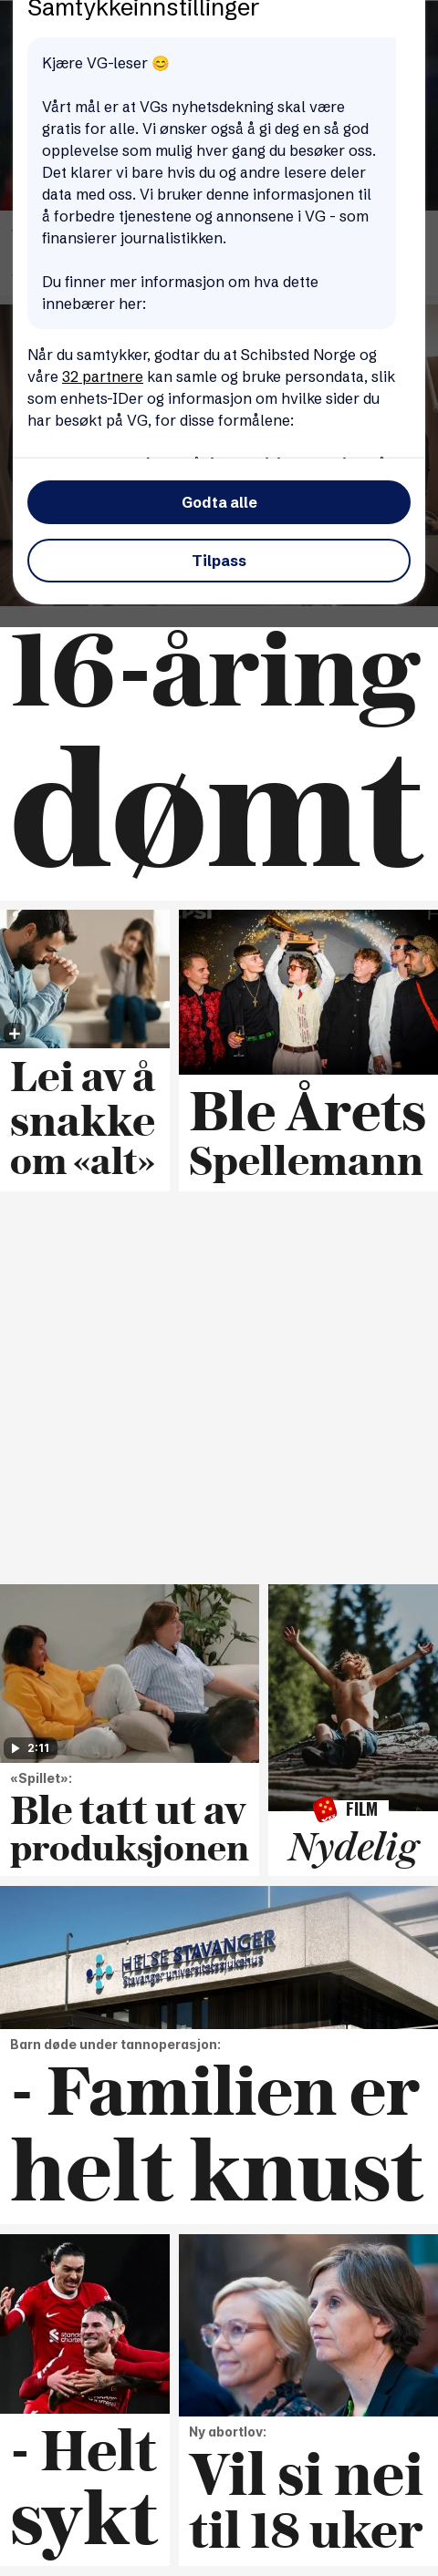 Samtykkeinnstillinger
Kjære VG-leser 😊
Vårt mål er at VGs nyhetsdekning skal være
gratis for alle. Vi ønsker også å gi deg en så god
opplevelse som mulig hver gang du besøker oss.
Det klarer vi bare hvis du og andre lesere deler
data med oss. Vi bruker denne informasjonen til
å forbedre tjenestene og annonsene i VG - som
finansierer journalistikken.
Du finner mer informasjon om hva dette
innebærer her:
Når du samtykker, godtar du at Schibsted Norge og
våre 32 partnere kan samle og bruke persondata, slik
som enhets-IDer og informasjon om hvilke sider du
har besøkt på VG, for disse formålene:
Godta alle
Tilpass
16-åring
dømt
Lei av å
snakke
om «alt»
Ble Årets
Spellemann
2:11
«Spillet»:
Ble tatt ut av
produksjonen
FILM
Nydelig
HELSE STAVANGER
Stavanger universitetssjukehus
Barn døde under tannoperasjon:
- Familien er
helt knust
- Helt
sykt
Ny abortlov:
Vil si nei
til 18 uker